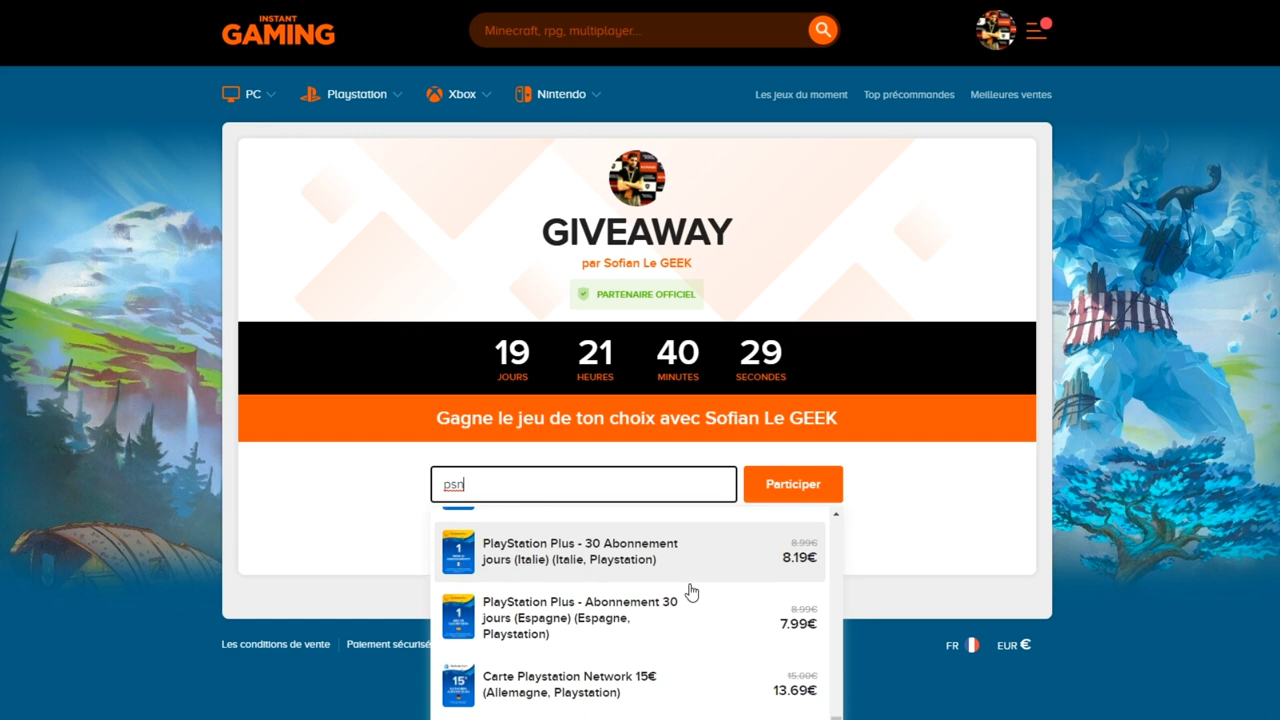 INSTANT
GAMING
Minecraft, rpg, multiplayer...
PC
Playstation
Xbox
Nintendo
Les jeux du moment
Top précommandes
Meilleures ventes
GIVEAWAY
par Sofian Le GEEK
PARTENAIRE OFFICIEL
19 21 40 29
JOURS HEURES MINUTES SECONDES
Gagne le jeu de ton choix avec Sofian Le GEEK
psn
Participer
PlayStation Plus - 30 Abonnement
jours (Italie) (Italie, Playstation)
8.99€
8.19€
PlayStation Plus - Abonnement 30
jours (Espagne) (Espagne,
Playstation)
8.99€
7.99€
Carte Playstation Network 15€
(Allemagne, Playstation)
15.00€
13.69€
Les conditions de vente
Paiement sécurisé
FR
EUR €